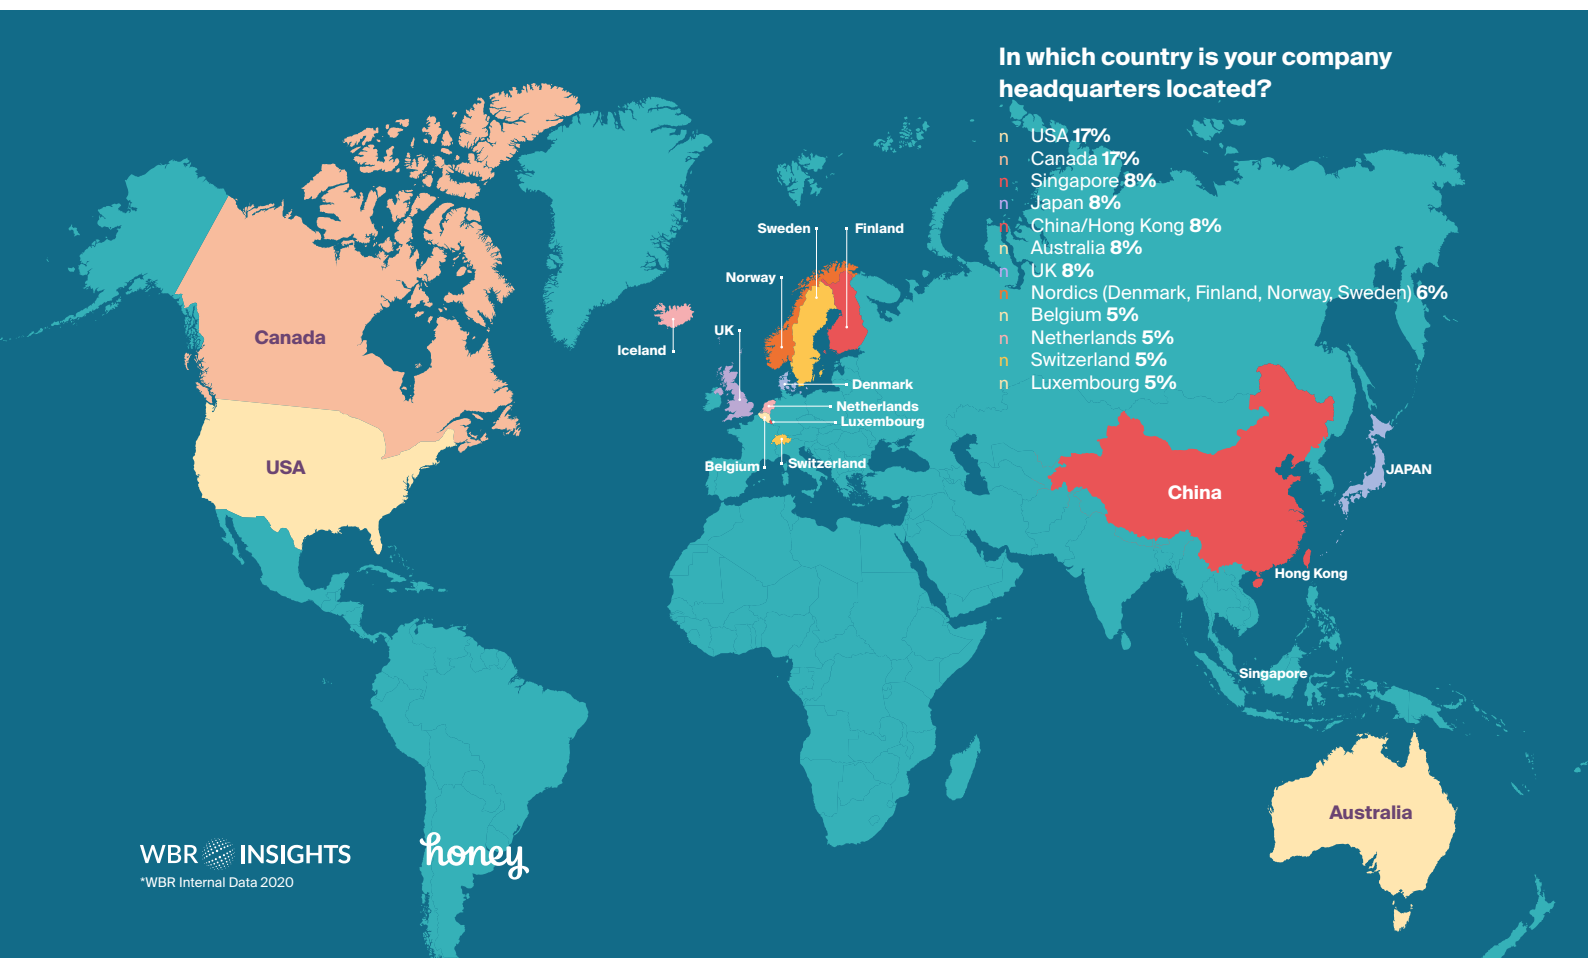 In which country is your company
headquarters located?
n USA 17%
n Canada 17%
n Singapore 8%
n Japan 8%
n China/Hong Kong 8%
n Australia 8%
n UK 8%
n Nordics (Denmark, Finland, Norway, Sweden) 6%
n Belgium 5%
n Netherlands 5%
n Switzerland 5%
n Luxembourg 5%
Sweden
Finland
Norway
UK
Iceland
Canada
Denmark
Netherlands
Luxembourg
Belgium
Switzerland
USA
JAPAN
China
Hong Kong
Singapore
Australia
WBR INSIGHTS
*WBR Internal Data 2020
honey